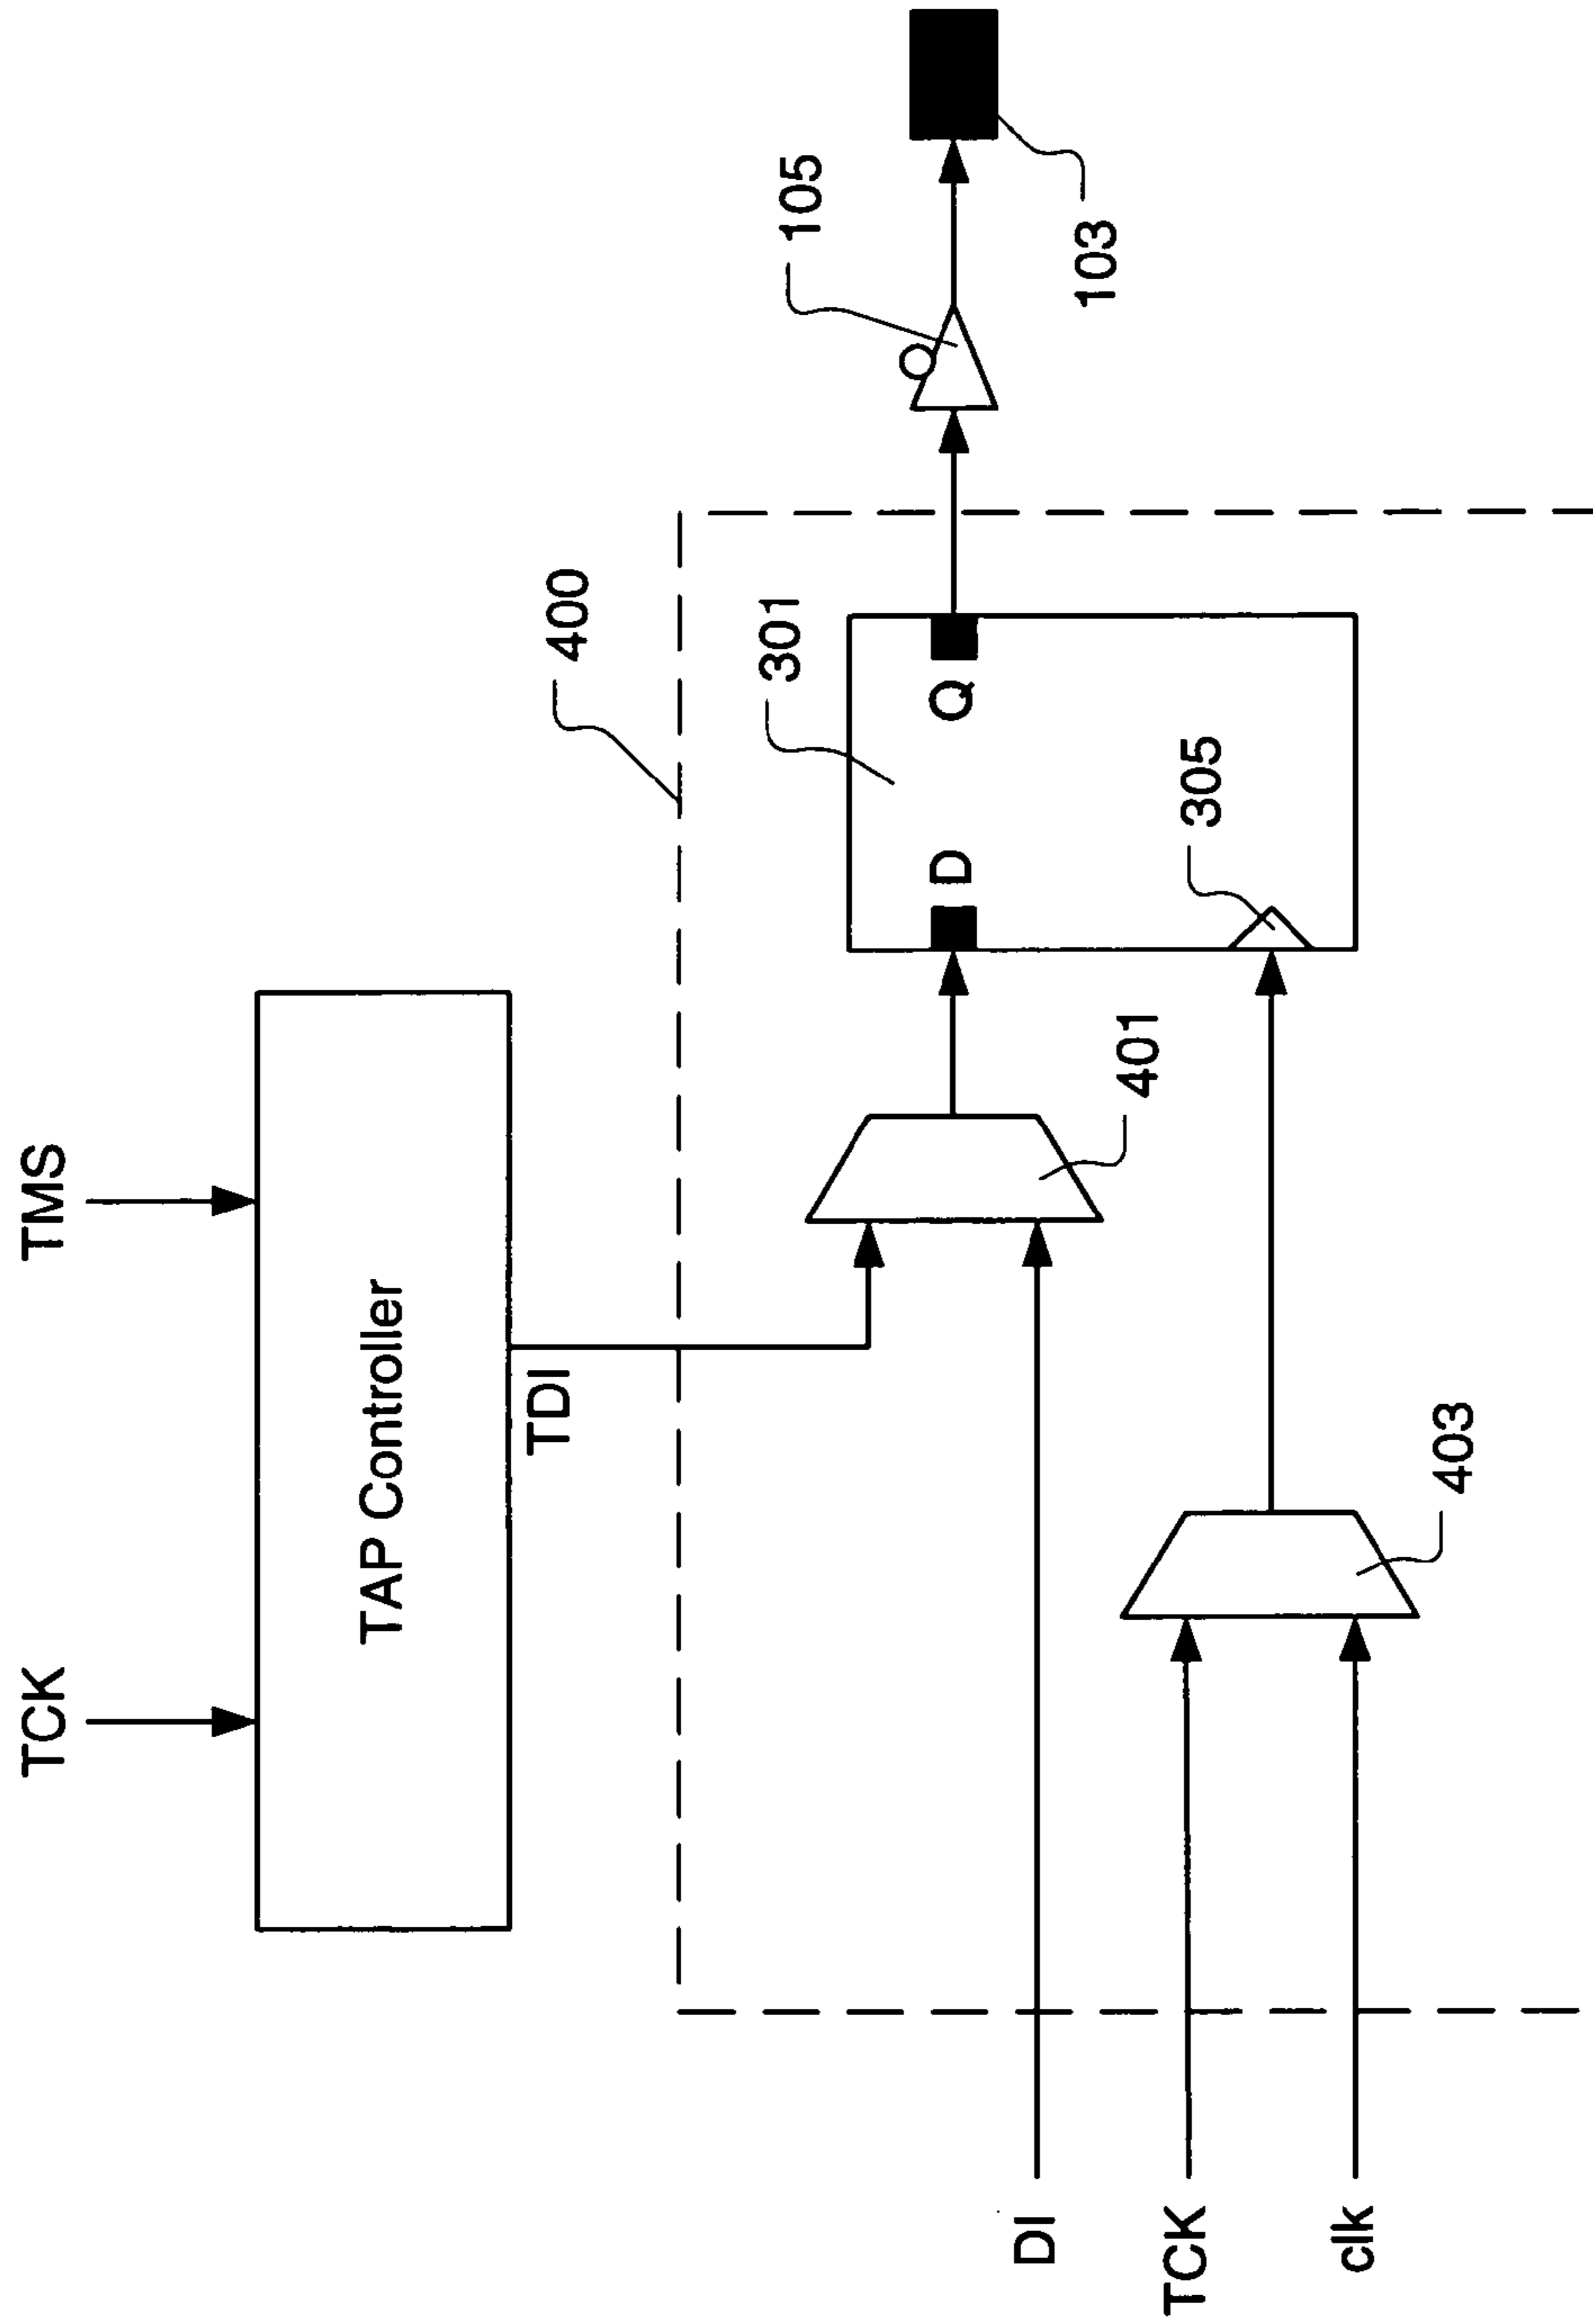 TCK
TMS
TAP Controller
TDI
400
105
103
301
D
Q
305
401
403
DI
TCK
clk